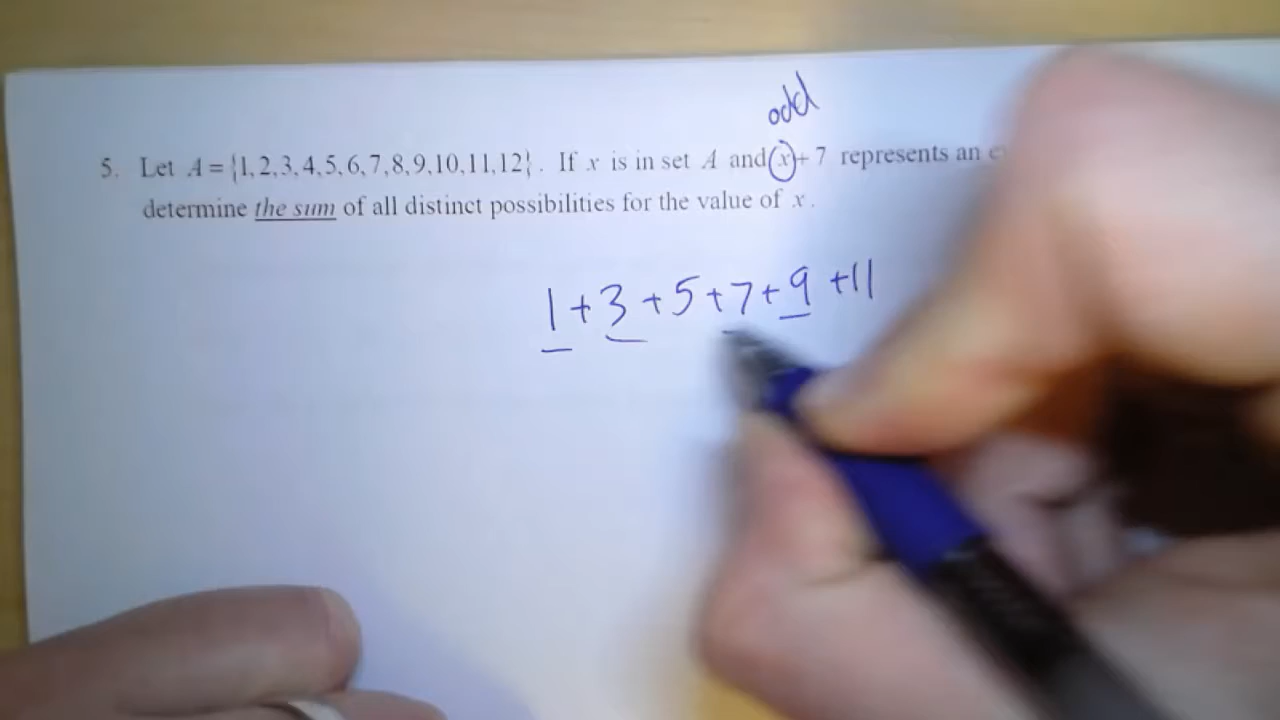 odd
5. Let A = {1, 2, 3, 4, 5, 6, 7, 8, 9, 10, 11, 12}. If x is in set A and x + 7 represents an
determine the sum of all distinct possibilities for the value of x.
1 + 3 + 5 + 7 + 9 + 11